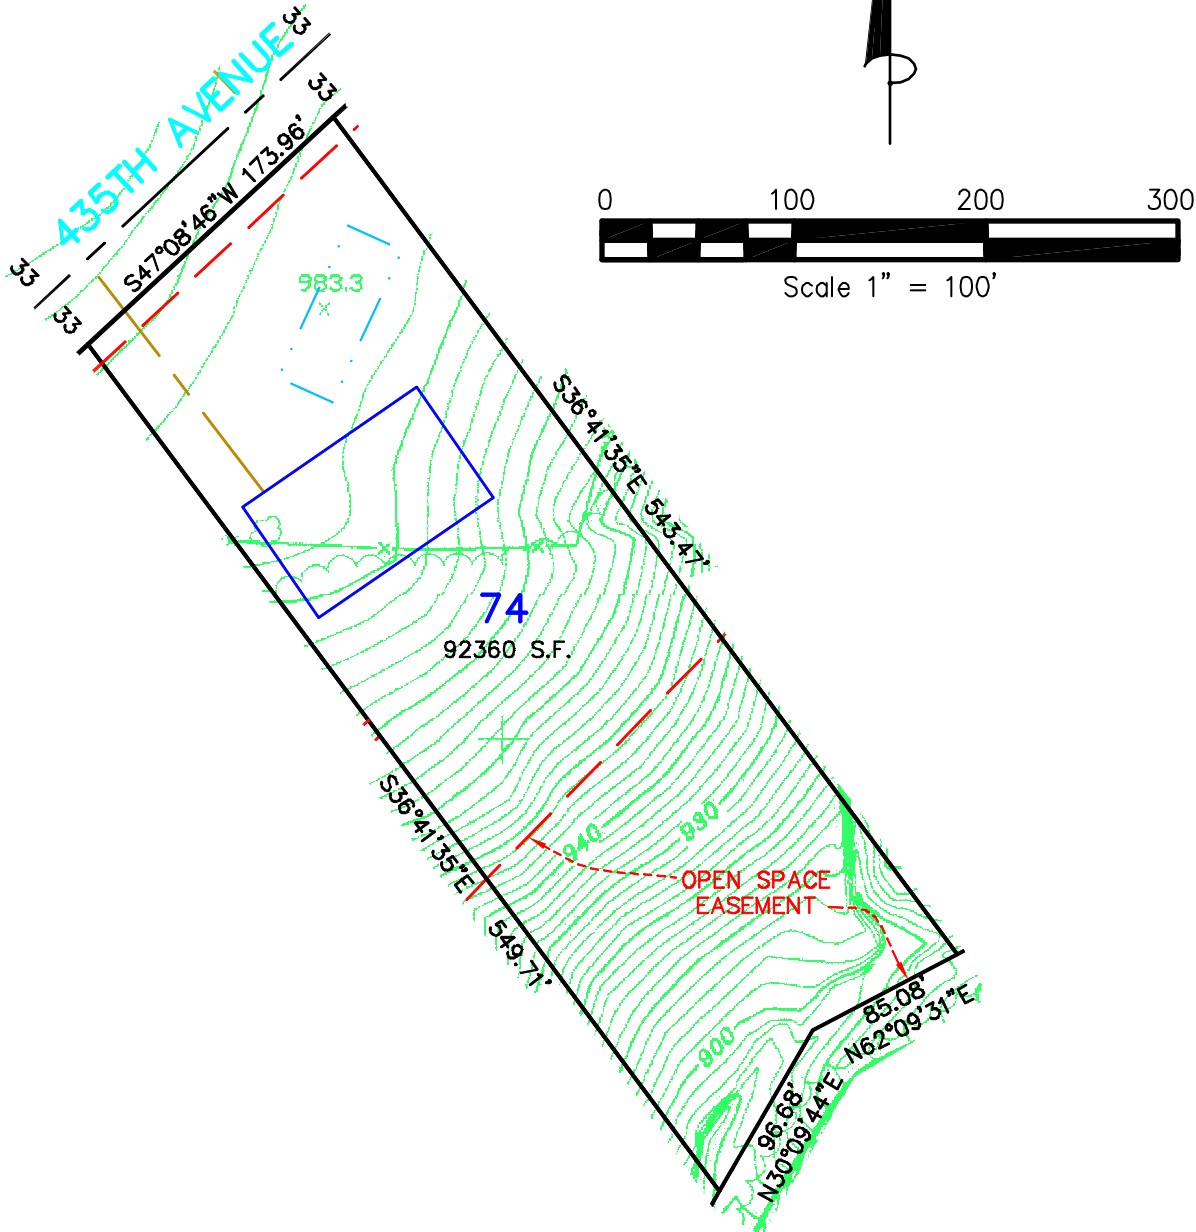 33
435TH AVENUE
33
33
S47°08'46"W 173.96'
33
0 100 200 300
Scale 1" = 100'
983.3
S36°41'35"E 543.47'
74
92360 S.F.
S36°41'35"E 549.71'
940
930
OPEN SPACE
EASEMENT
900
85.08'
N62°09'31"E
96.68'
N30°09'44"E